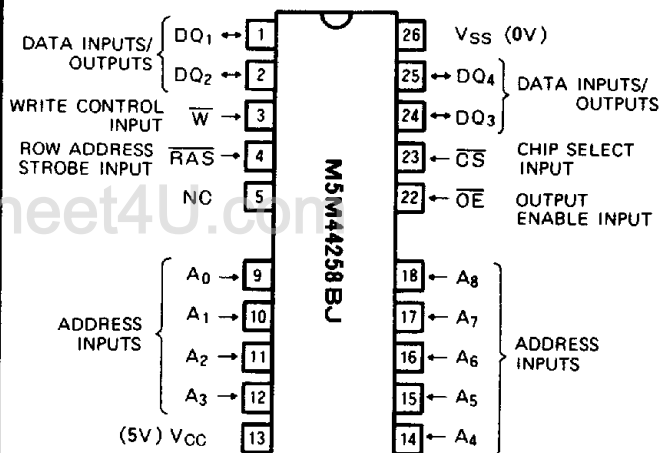 DATA INPUTS/
OUTPUTS
DQ₁ ↔ 1
DQ₂ ↔ 2
WRITE CONTROL
INPUT
W̅ → 3
ROW ADDRESS
STROBE INPUT
R̅A̅S̅ → 4
NC 5
ADDRESS
INPUTS
A₀ → 9
A₁ → 10
A₂ → 11
A₃ → 12
(5V) VCC 13
M5M44258BJ
26 VSS (0V)
25 ↔ DQ₄
24 ↔ DQ₃
DATA INPUTS/
OUTPUTS
23 ← C̅S̅ CHIP SELECT
INPUT
22 ← O̅E̅ OUTPUT
ENABLE INPUT
18 ← A₈
17 ← A₇
16 ← A₆
15 ← A₅
14 ← A₄
ADDRESS
INPUTS
heet4U.com